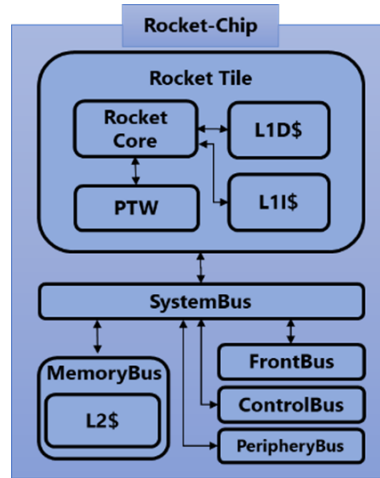 Rocket-Chip
Rocket Tile
Rocket
Core
L1D$
PTW
L1I$
SystemBus
MemoryBus
L2$
FrontBus
ControlBus
PeripheryBus